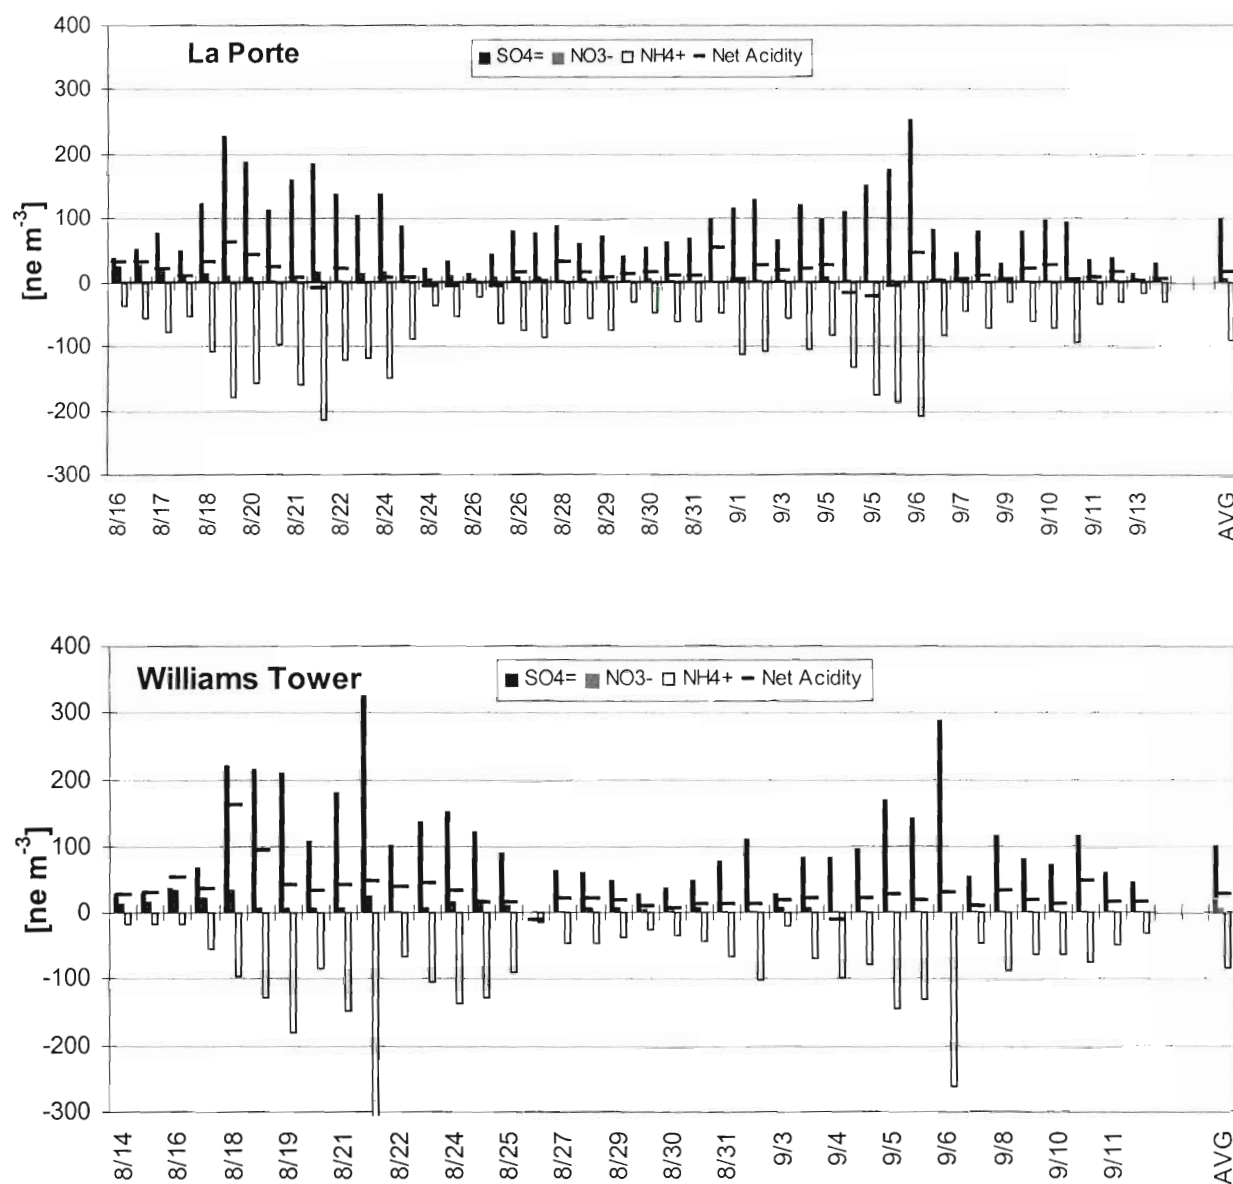 La Porte
SO4= NO3- NH4+ Net Acidity
[ne m-3]
400
300
200
100
0
-100
-200
-300
8/16 8/17 8/18 8/20 8/21 8/22 8/24 8/24 8/26 8/26 8/28 8/29 8/30 8/31 9/1 9/3 9/5 9/5 9/6 9/7 9/9 9/10 9/11 9/13 AVG
Williams Tower
SO4= NO3- NH4+ Net Acidity
[ne m-3]
400
300
200
100
0
-100
-200
-300
8/14 8/16 8/18 8/19 8/21 8/22 8/24 8/25 8/27 8/29 8/30 8/31 9/3 9/4 9/5 9/6 9/8 9/10 9/11 AVG